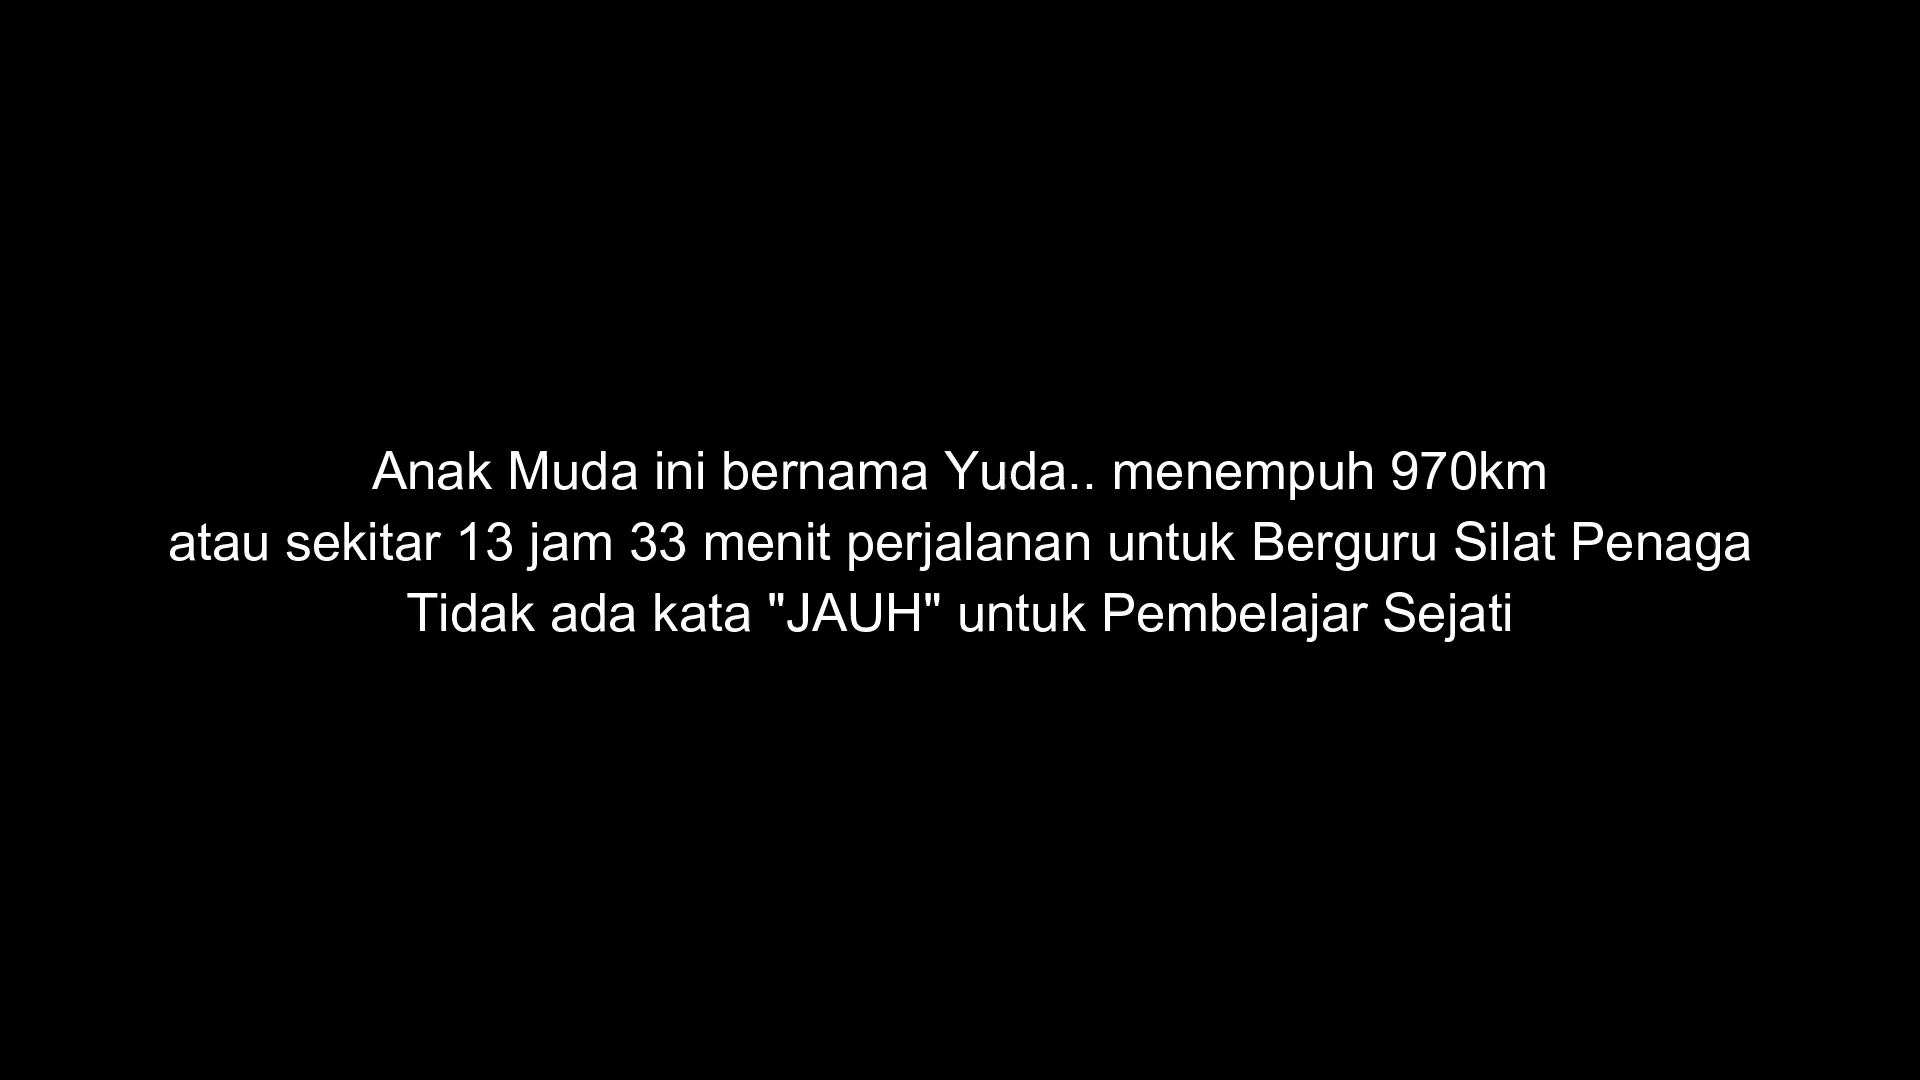 Anak Muda ini bernama Yuda.. menempuh 970km
atau sekitar 13 jam 33 menit perjalanan untuk Berguru Silat Penaga
Tidak ada kata "JAUH" untuk Pembelajar Sejati